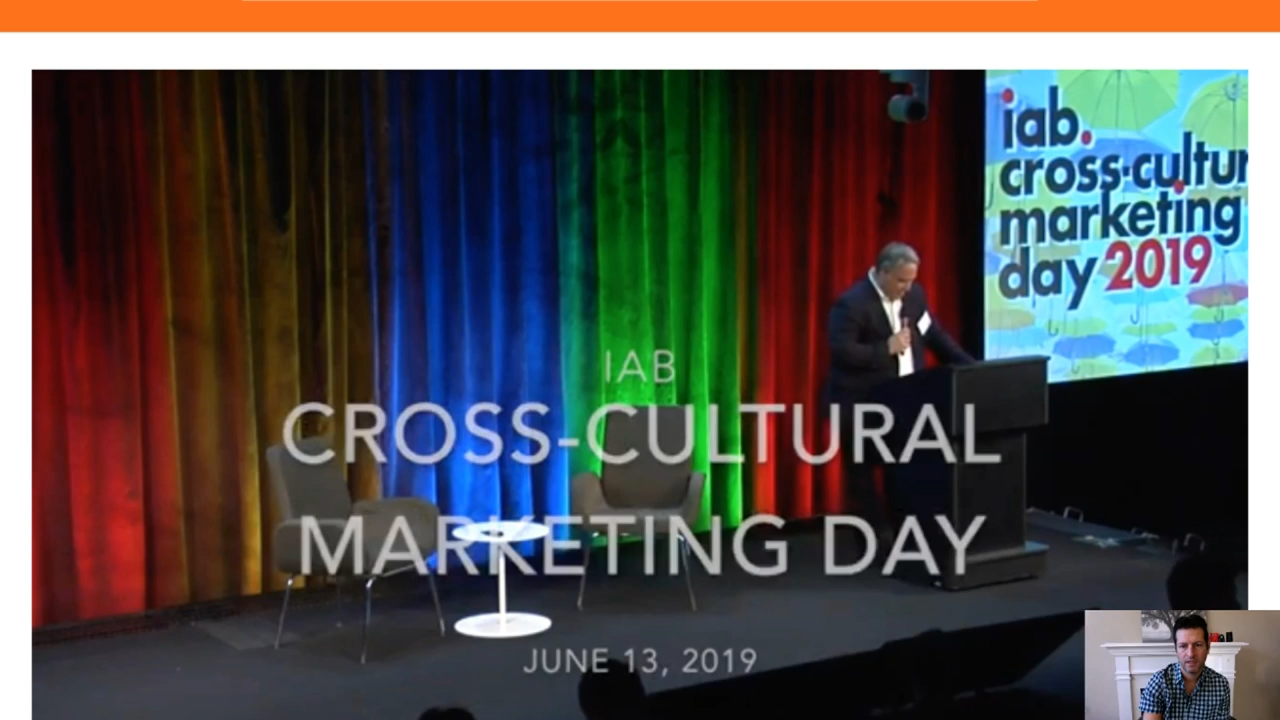 iab.
cross-cultur
marketing
day 2019
IAB
CROSS-CULTURAL
MARKETING DAY
JUNE 13, 2019